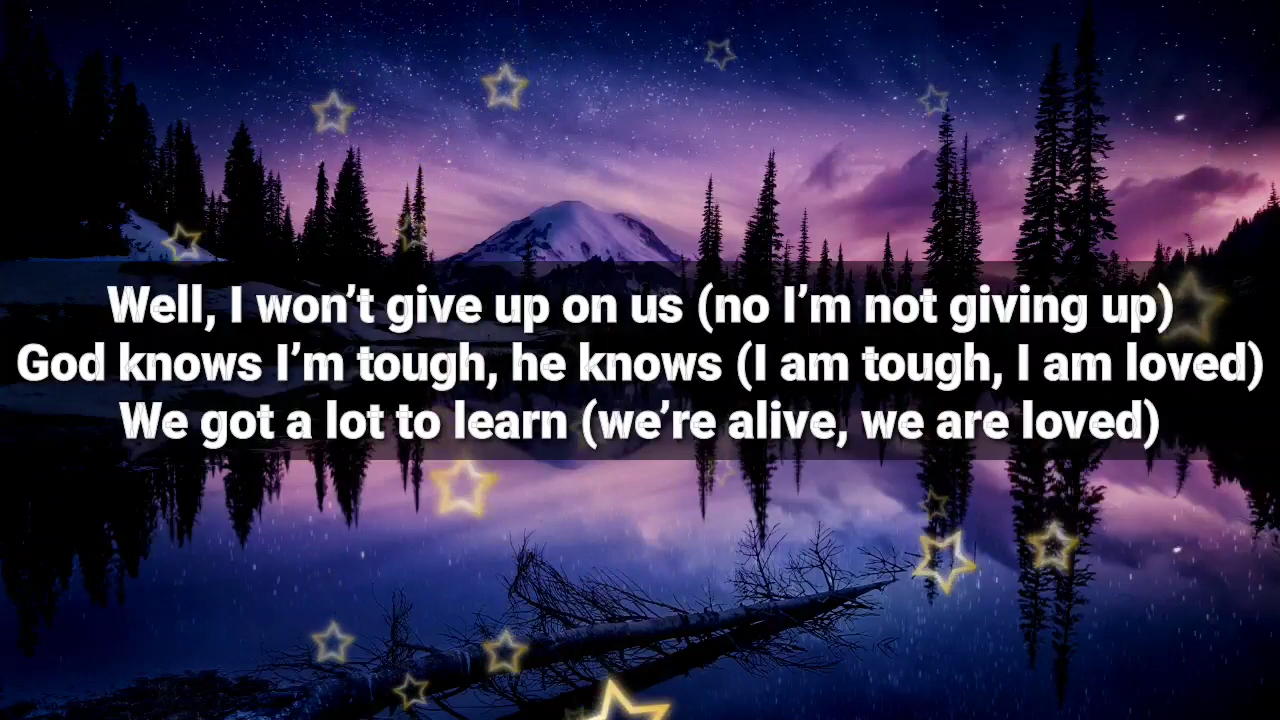 Well, I won’t give up on us (no I’m not giving up)
God knows I’m tough, he knows (I am tough, I am loved)
We got a lot to learn (we’re alive, we are loved)